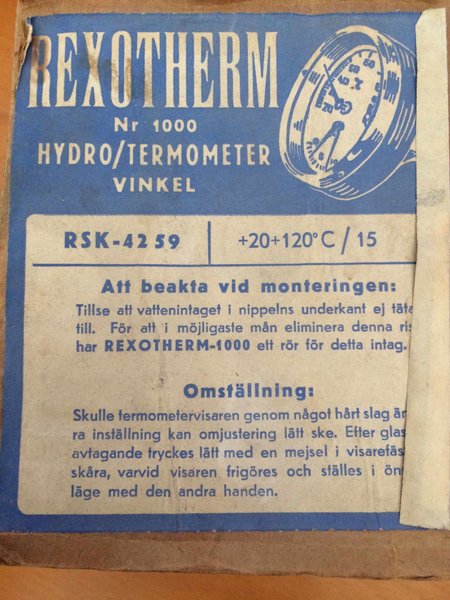 REXOTHERM
Nr 1000
HYDRO/TERMOMETER
VINKEL
RSK-4259 +20+120°C/15
Att beakta vid monteringen:
Tillse att vattenintaget i nippelns underkant ej täta
till. För att i möjligaste mån eliminera denna ris
har REXOTHERM-1000 ett rör för detta intag.
Omställning:
Skulle termometervisaren genom något hårt slag än
ra inställning kan omjustering lätt ske. Efter glas
avtagande tryckes lätt med en mejsel i visarefäs
skåra, varvid visaren frigöres och ställes i öns
läge med den andra handen.